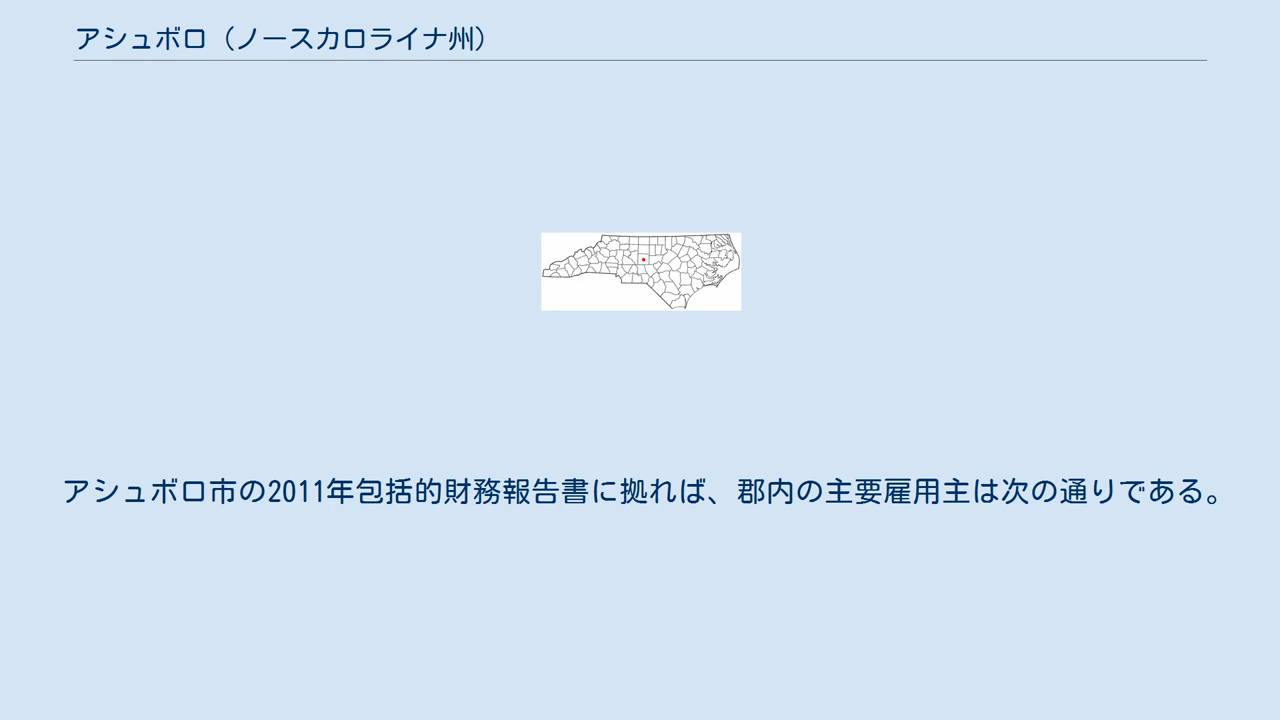 アシュボロ（ノースカロライナ州）
アシュボロ市の2011年包括的財務報告書に拠れば、郡内の主要雇用主は次の通りである。